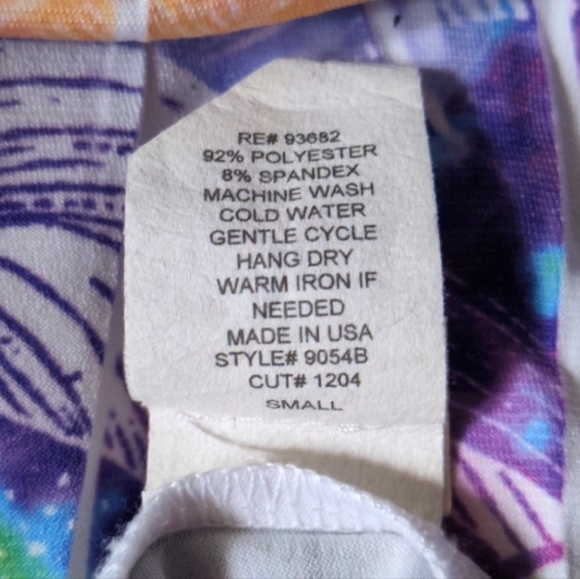 RE# 93682
92% POLYESTER
8% SPANDEX
MACHINE WASH
COLD WATER
GENTLE CYCLE
HANG DRY
WARM IRON IF
NEEDED
MADE IN USA
STYLE# 9054B
CUT# 1204
SMALL